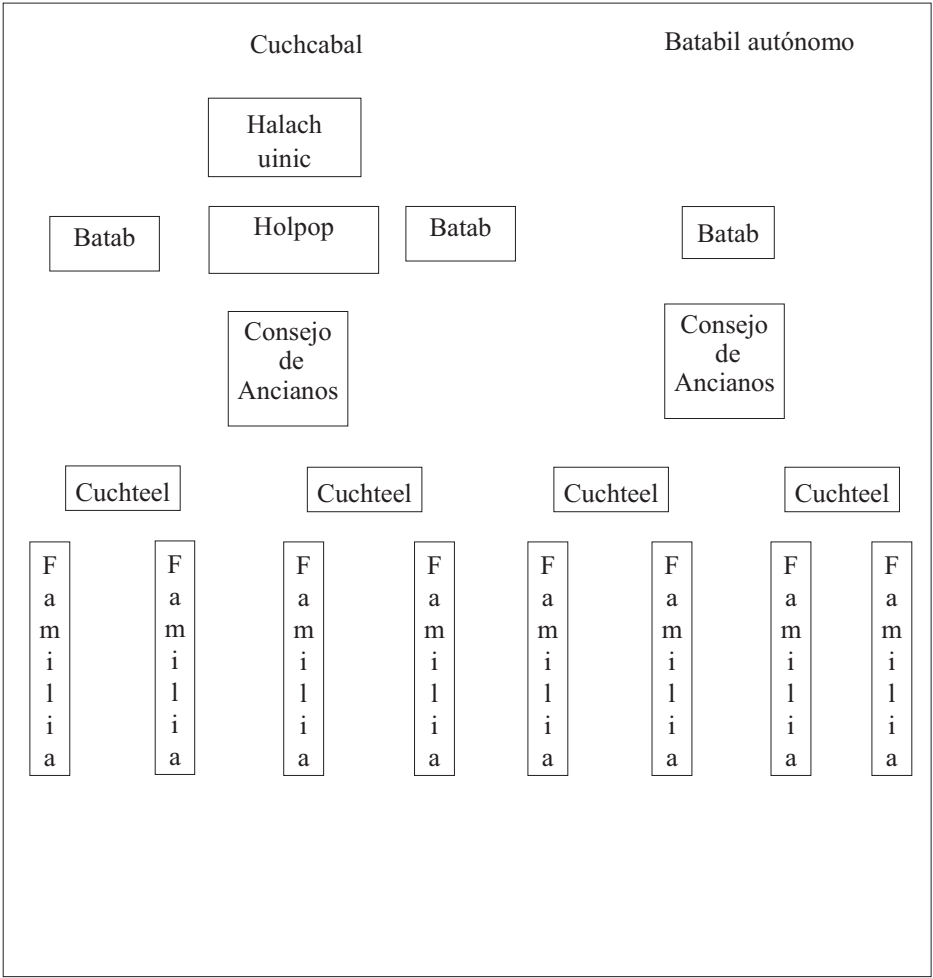 Cuchcabal
Batabil autónomo
Halach
uinic
Batab
Holpop
Batab
Batab
Consejo
de
Ancianos
Consejo
de
Ancianos
Cuchteel
Cuchteel
Cuchteel
Cuchteel
Familia
Familia
Familia
Familia
Familia
Familia
Familia
Familia